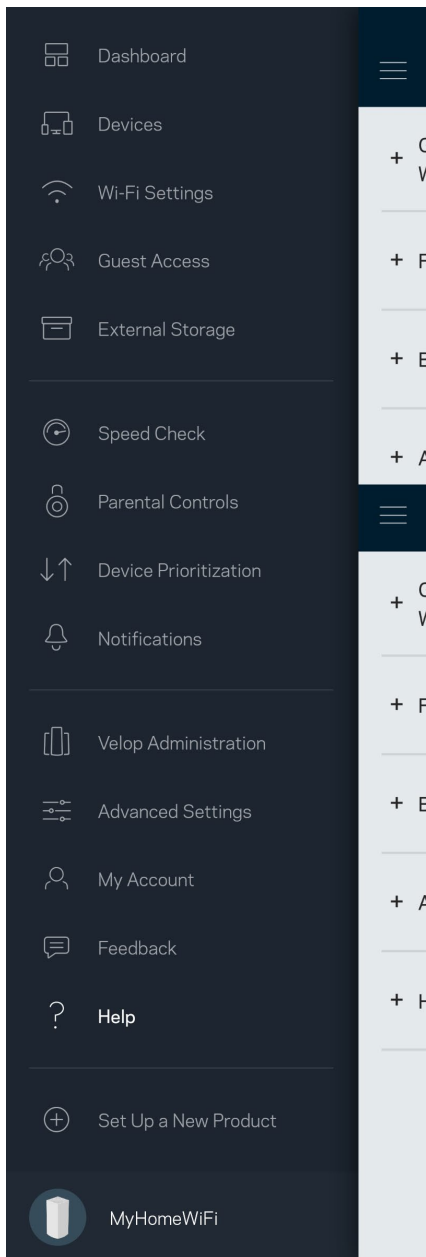 Dashboard
Devices
Wi-Fi Settings
Guest Access
External Storage
Speed Check
Parental Controls
Device Prioritization
Notifications
Velop Administration
Advanced Settings
My Account
Feedback
Help
Set Up a New Product
MyHomeWiFi